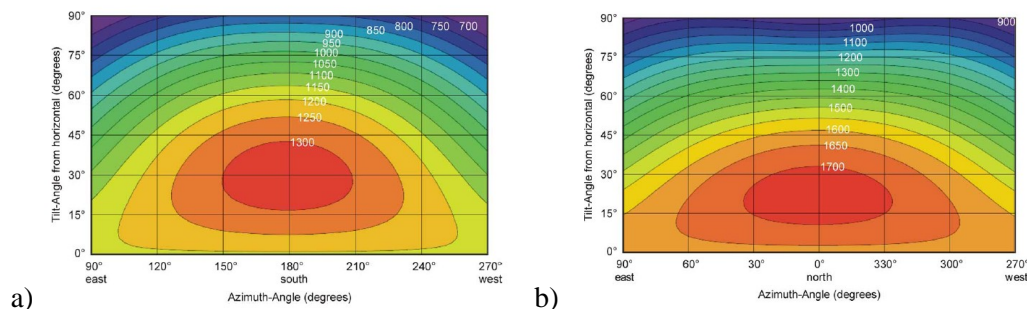 90°
75°
60°
45°
30°
15°
0°
Tilt-Angle from horizontal (degrees)
900 850 800 750 700
950
1000
1050
1100
1150
1200
1250
1300
90° 120° 150° 180° 210° 240° 270°
east south west
Azimuth-Angle (degrees)
a)
90°
75°
60°
45°
30°
15°
0°
Tilt-Angle from horizontal (degrees)
900
1000
1100
1200
1300
1400
1500
1600
1650
1700
90° 60° 30° 0° 330° 300° 270°
east north west
Azimuth-Angle (degrees)
b)